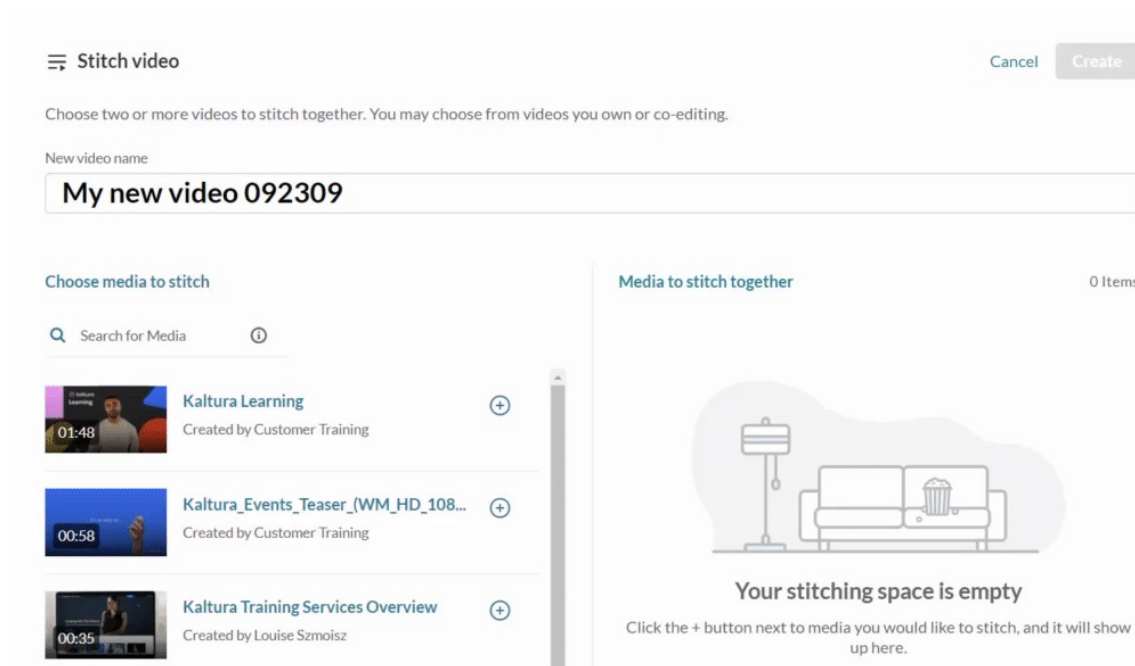 Stitch video
Cancel
Create
Choose two or more videos to stitch together. You may choose from videos you own or co-editing.
New video name
My new video 092309
Choose media to stitch
Media to stitch together
0 Items
Search for Media
kaltura
Learning
01:48
Kaltura Learning
Created by Customer Training
00:58
Kaltura_Events_Teaser_(WM_HD_108...
Created by Customer Training
00:35
Kaltura Training Services Overview
Created by Louise Szmoisz
Your stitching space is empty
Click the + button next to media you would like to stitch, and it will show
up here.